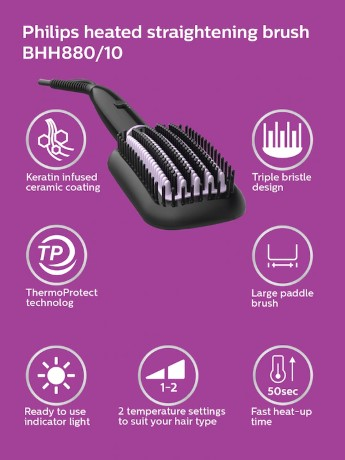 Philips heated straightening brush
BHH880/10
Keratin infused
ceramic coating
Triple bristle
design
TP
ThermoProtect
technolog
Large paddle
brush
1-2
50sec
Ready to use
indicator light
2 temperature settings
to suit your hair type
Fast heat-up
time